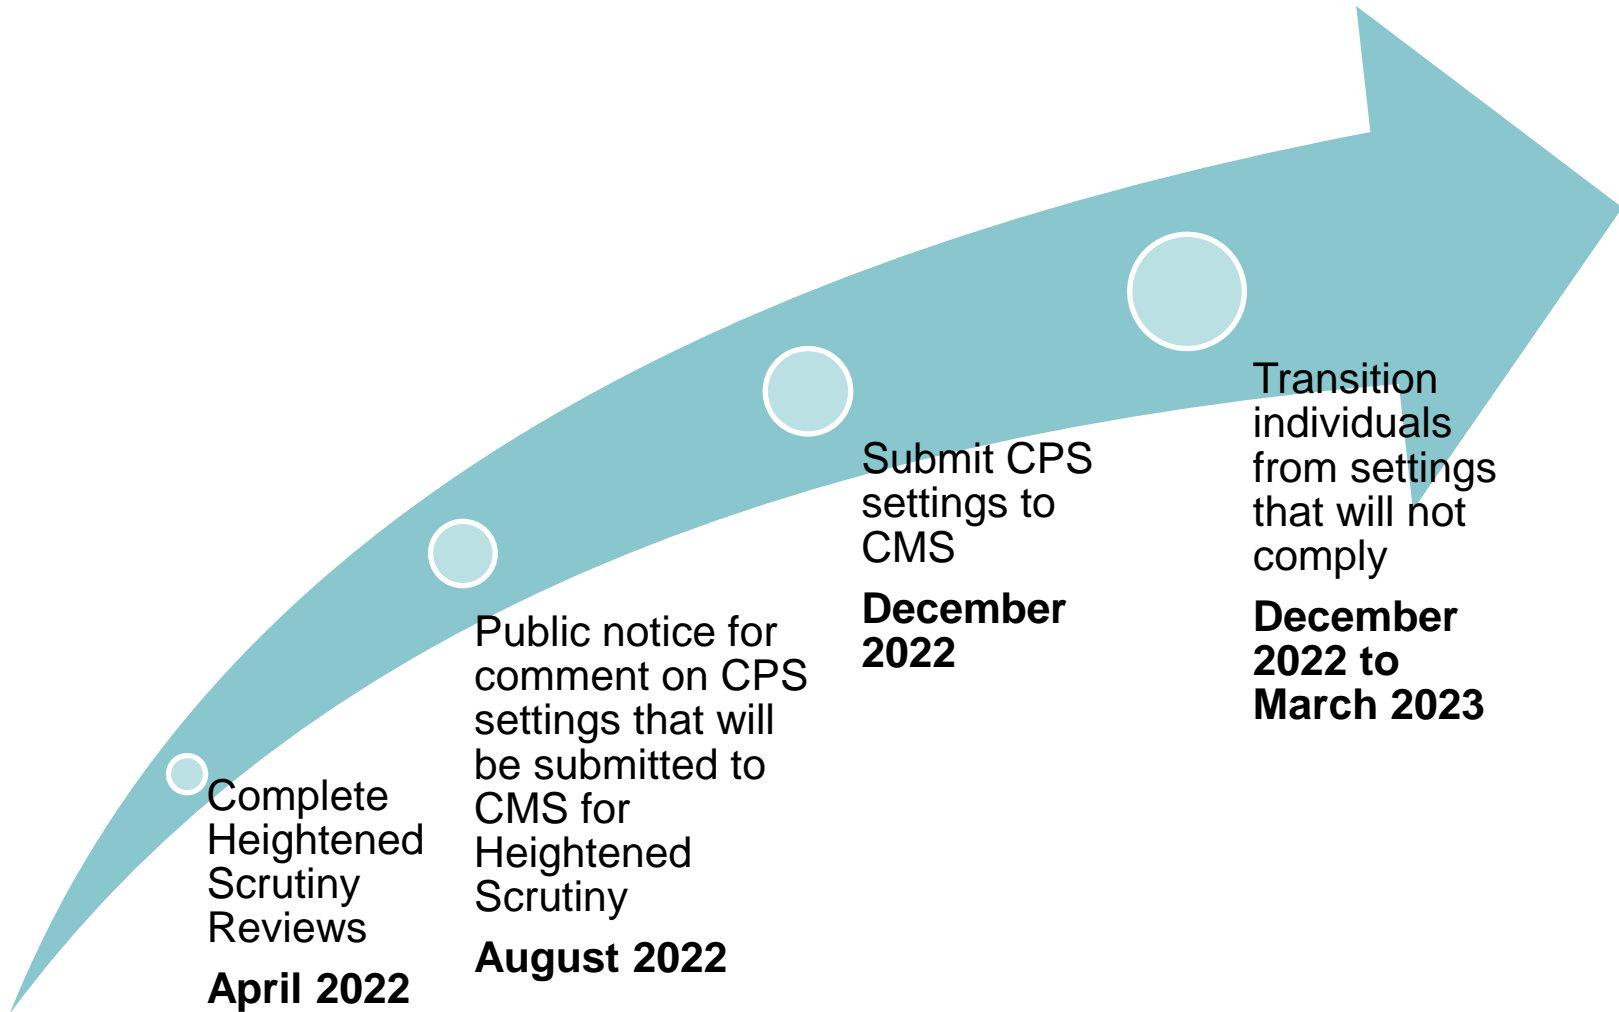 Complete
Heightened
Scrutiny
Reviews
April 2022
Public notice for
comment on CPS
settings that will
be submitted to
CMS for
Heightened
Scrutiny
August 2022
Submit CPS
settings to
CMS
December
2022
Transition
individuals
from settings
that will not
comply
December
2022 to
March 2023